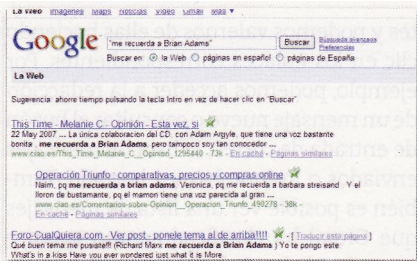 La Web Imágenes Maps Noticias Vídeo Gmail Más ▼
Google "me recuerda a Brian Adams" Buscar Búsqueda avanzada
Preferencias
Buscar en: la Web páginas en español páginas de España
La Web
Sugerencia: ahorre tiempo pulsando la tecla Intro en vez de hacer clic en "Buscar"
This Time - Melanie C - Opinión - Esta vez, si
22 May 2007 ... La única colaboracion del CD, con Adam Argyle, que tiene una voz bastante
bonita , me recuerda a Brian Adams, pero tampoco soy tan conocedor ...
www.ciao.es/This_Time_Melanie_C__Opinion_1295440 - 73k - En caché - Páginas similares
Operación Triunfo : comparativas, precios y compras online
Naim, pq me recuerda a brian adams. Veronica, pq me recuerda a barbara streisand . Y el
lloron de bustamante, pq el mamon tiene una voz parecida al gran ...
www.ciao.es/Comentarios-sobre-Opinion__Operacion_Triunfo_490278 - 38k -
En caché - Páginas similares
Foro-CualQuiera.com - Ver post - ponele tema al de arriba!!!! - [ Traducir esta página ]
Qué buen tema me pusiste!!! (Richard Marx me recuerda a Brian Adams ) Yo te pongo este:
What's in a kiss Have you ever wondered just what it is More